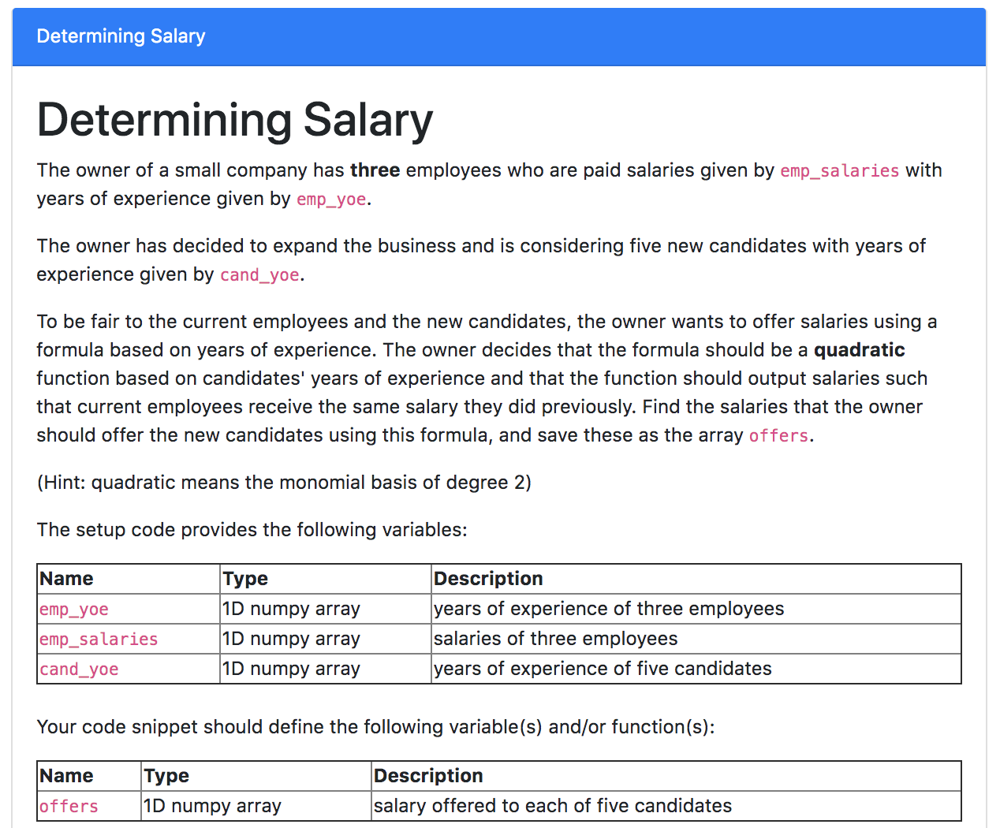 Determining Salary
Determining Salary
The owner of a small company has three employees who are paid salaries given by emp_salaries with
years of experience given by emp_yoe.
The owner has decided to expand the business and is considering five new candidates with years of
experience given by cand_yoe.
To be fair to the current employees and the new candidates, the owner wants to offer salaries using a
formula based on years of experience. The owner decides that the formula should be a quadratic
function based on candidates' years of experience and that the function should output salaries such
that current employees receive the same salary they did previously. Find the salaries that the owner
should offer the new candidates using this formula, and save these as the array offers.
(Hint: quadratic means the monomial basis of degree 2)
The setup code provides the following variables:
Name Type Description
emp_yoe 1D numpy array years of experience of three employees
emp_salaries 1D numpy array salaries of three employees
cand_yoe 1D numpy array years of experience of five candidates
Your code snippet should define the following variable(s) and/or function(s):
Name Type Description
offers 1D numpy array salary offered to each of five candidates